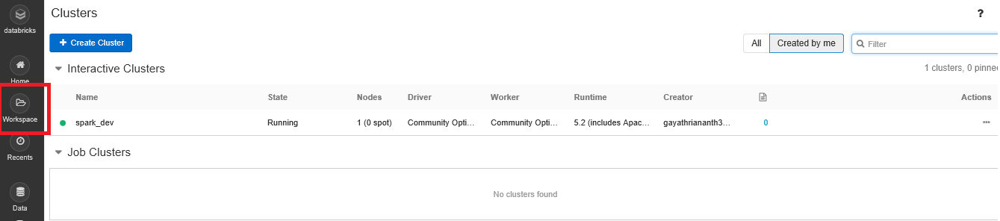 databricks
Home
Workspace
Recents
Data
Clusters
?
+ Create Cluster
All
Created by me
Filter
Interactive Clusters
1 clusters, 0 pinned
Name State Nodes Driver Worker Runtime Creator Actions
spark_dev Running 1 (0 spot) Community Opti... Community Opti... 5.2 (includes Apac... gayathriananth3... 0 ···
Job Clusters
No clusters found